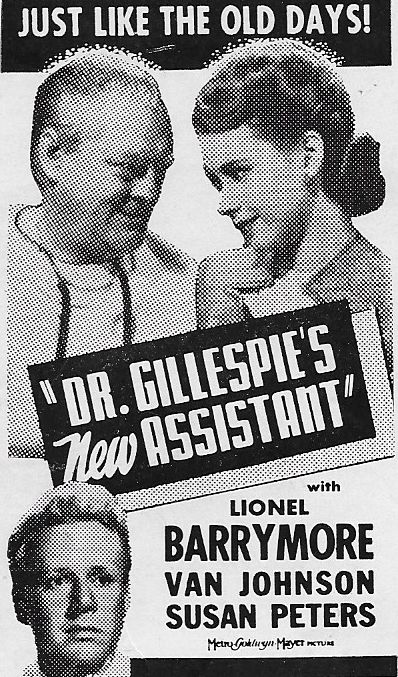 JUST LIKE THE OLD DAYS!
"DR. GILLESPIE'S
New ASSISTANT"
with
LIONEL
BARRYMORE
VAN JOHNSON
SUSAN PETERS
Metro-Goldwyn-Mayer PICTURE